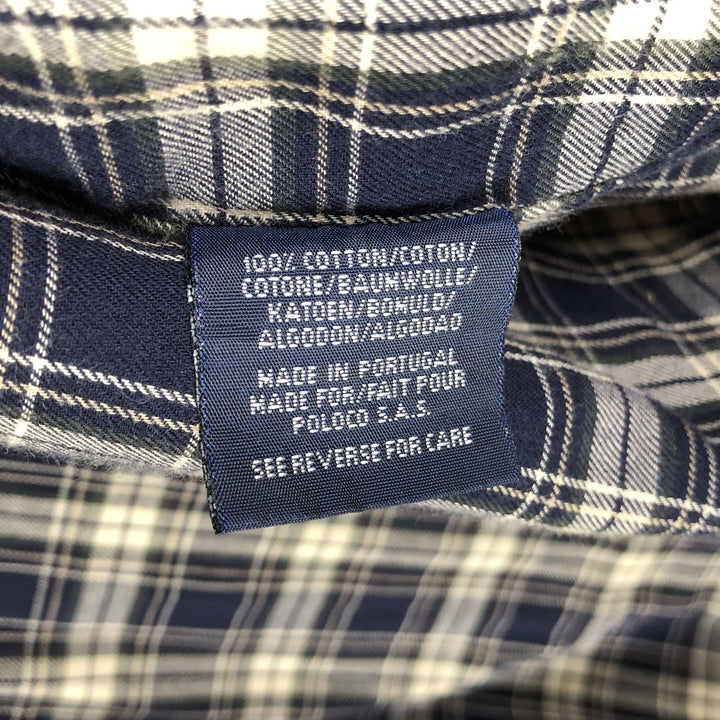 100% COTTON/COTON/
COTONE/BAUMWOLLE/
KATOEN/BOMULD/
ALGODON/ALGODAO
MADE IN PORTUGAL
MADE FOR/FAIT POUR
POLOCO S.A.S.
SEE REVERSE FOR CARE